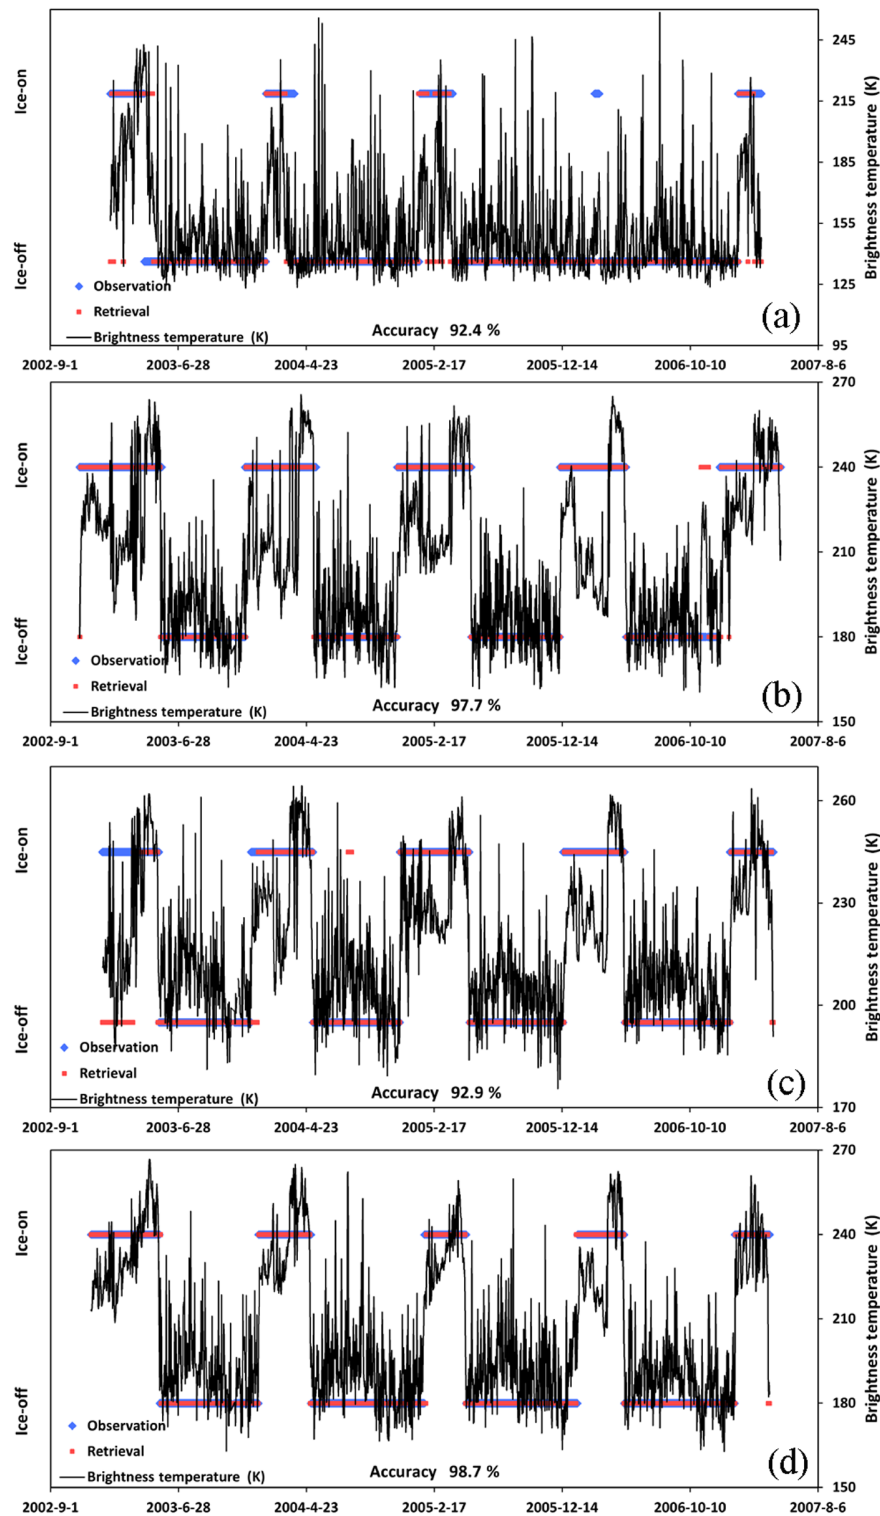 Ice-on
Ice-off
245
215
185
155
125
95
Brightness temperature (K)
Observation
Retrieval
Brightness temperature (K)
Accuracy 92.4 %
(a)
2002-9-1 2003-6-28 2004-4-23 2005-2-17 2005-12-14 2006-10-10 2007-8-6
Ice-on
Ice-off
270
240
210
180
150
Brightness temperature (K)
Observation
Retrieval
Brightness temperature (K)
Accuracy 97.7 %
(b)
2002-9-1 2003-6-28 2004-4-23 2005-2-17 2005-12-14 2006-10-10 2007-8-6
Ice-on
Ice-off
260
230
200
170
Brightness temperature (K)
Observation
Retrieval
Brightness temperature (K)
Accuracy 92.9 %
(c)
2002-9-1 2003-6-28 2004-4-23 2005-2-17 2005-12-14 2006-10-10 2007-8-6
Ice-on
Ice-off
270
240
210
180
150
Brightness temperature (K)
Observation
Retrieval
Brightness temperature (K)
Accuracy 98.7 %
(d)
2002-9-1 2003-6-28 2004-4-23 2005-2-17 2005-12-14 2006-10-10 2007-8-6